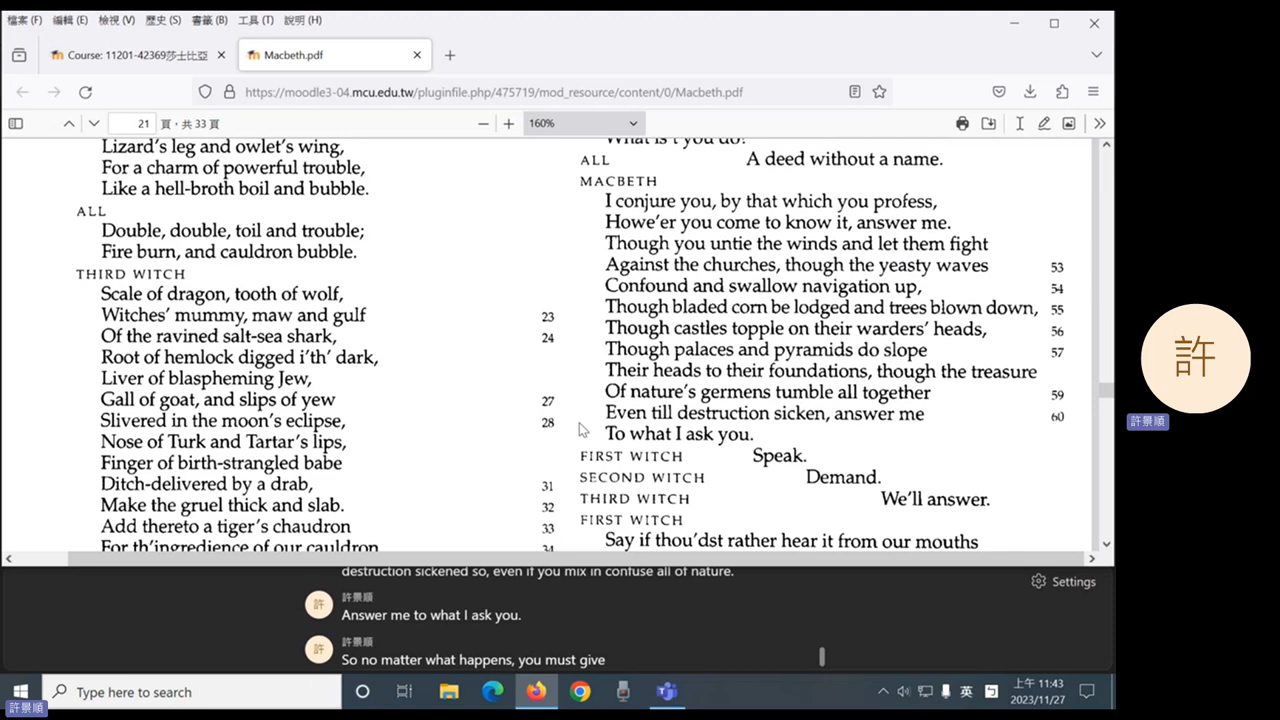 檔案 (F) 編輯 (E) 檢視 (V) 歷史 (S) 書籤 (B) 工具 (T) 說明 (H)
Course: 11201-42369莎士比亞
Macbeth.pdf
https://moodle3-04.mcu.edu.tw/pluginfile.php/475719/mod_resource/content/0/Macbeth.pdf
21 頁，共 33 頁
160%
Lizard's leg and owlet's wing,
For a charm of powerful trouble,
Like a hell-broth boil and bubble.
ALL
Double, double, toil and trouble;
Fire burn, and cauldron bubble.
THIRD WITCH
Scale of dragon, tooth of wolf,
Witches' mummy, maw and gulf 23
Of the ravined salt-sea shark, 24
Root of hemlock digged i'th' dark,
Liver of blaspheming Jew,
Gall of goat, and slips of yew 27
Slivered in the moon's eclipse, 28
Nose of Turk and Tartar's lips,
Finger of birth-strangled babe
Ditch-delivered by a drab, 31
Make the gruel thick and slab. 32
Add thereto a tiger's chaudron 33
For th'ingredience of our cauldron 34
What is't you do?
ALL A deed without a name.
MACBETH
I conjure you, by that which you profess,
Howe'er you come to know it, answer me.
Though you untie the winds and let them fight
Against the churches, though the yeasty waves 53
Confound and swallow navigation up, 54
Though bladed corn be lodged and trees blown down, 55
Though castles topple on their warders' heads, 56
Though palaces and pyramids do slope 57
Their heads to their foundations, though the treasure
Of nature's germens tumble all together 59
Even till destruction sicken, answer me 60
To what I ask you.
FIRST WITCH Speak.
SECOND WITCH Demand.
THIRD WITCH We'll answer.
FIRST WITCH
Say if thou'dst rather hear it from our mouths
許
許景順
destruction sickened so, even if you mix in confuse all of nature.
Settings
許 許景順
Answer me to what I ask you.
許 許景順
So no matter what happens, you must give
Type here to search
英
上午 11:43
2023/11/27
許景順